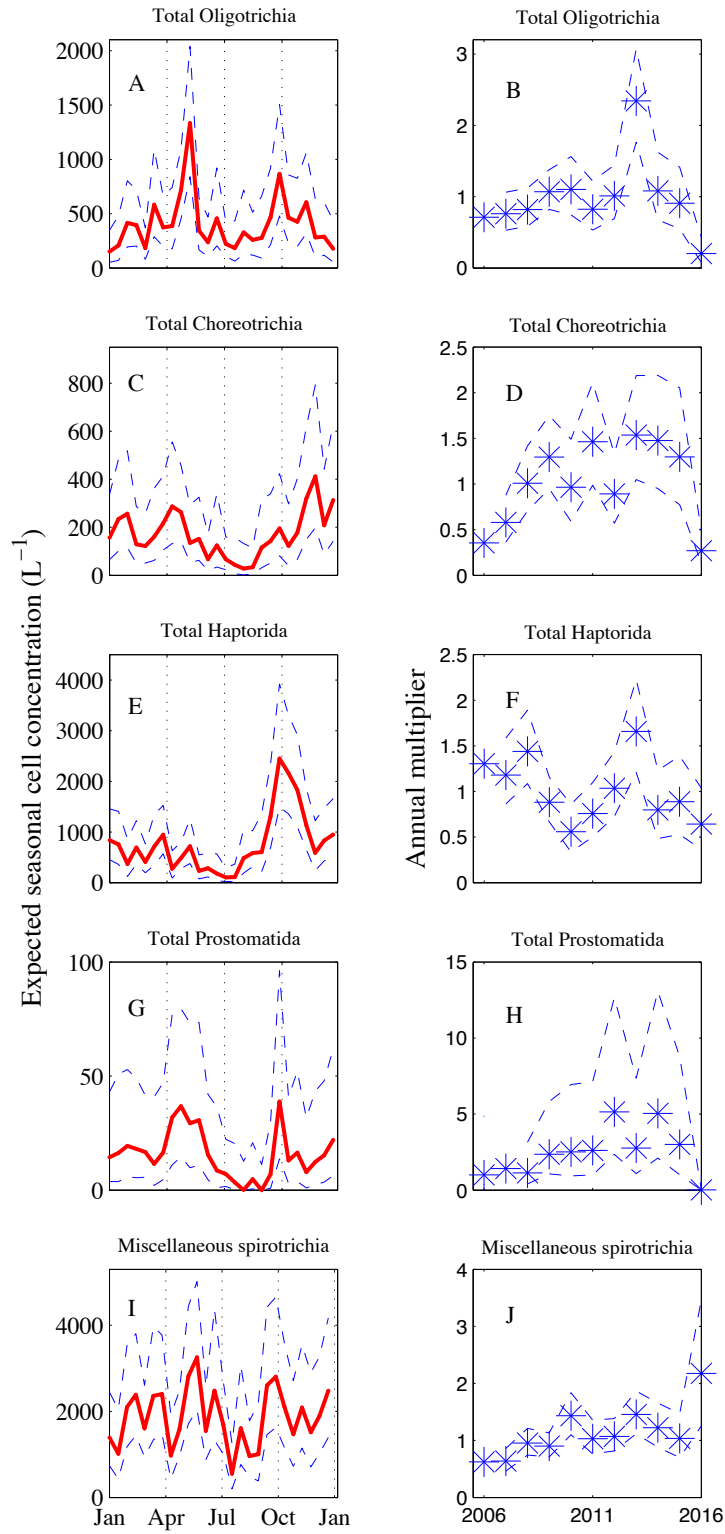 Total Oligotrichia
Total Oligotrichia
A
B
2000
1500
1000
500
0
3
2
1
0
Total Choreotrichia
Total Choreotrichia
C
D
800
600
400
200
0
2.5
2
1.5
1
0.5
0
Total Haptorida
Total Haptorida
E
F
4000
3000
2000
1000
0
2.5
2
1.5
1
0.5
0
Expected seasonal cell concentration (L⁻¹)
Annual multiplier
Total Prostomatida
Total Prostomatida
G
H
100
50
0
15
10
5
0
Miscellaneous spirotrichia
Miscellaneous spirotrichia
I
J
4000
2000
0
4
3
2
1
0
Jan Apr Jul Oct Jan
2006 2011 2016